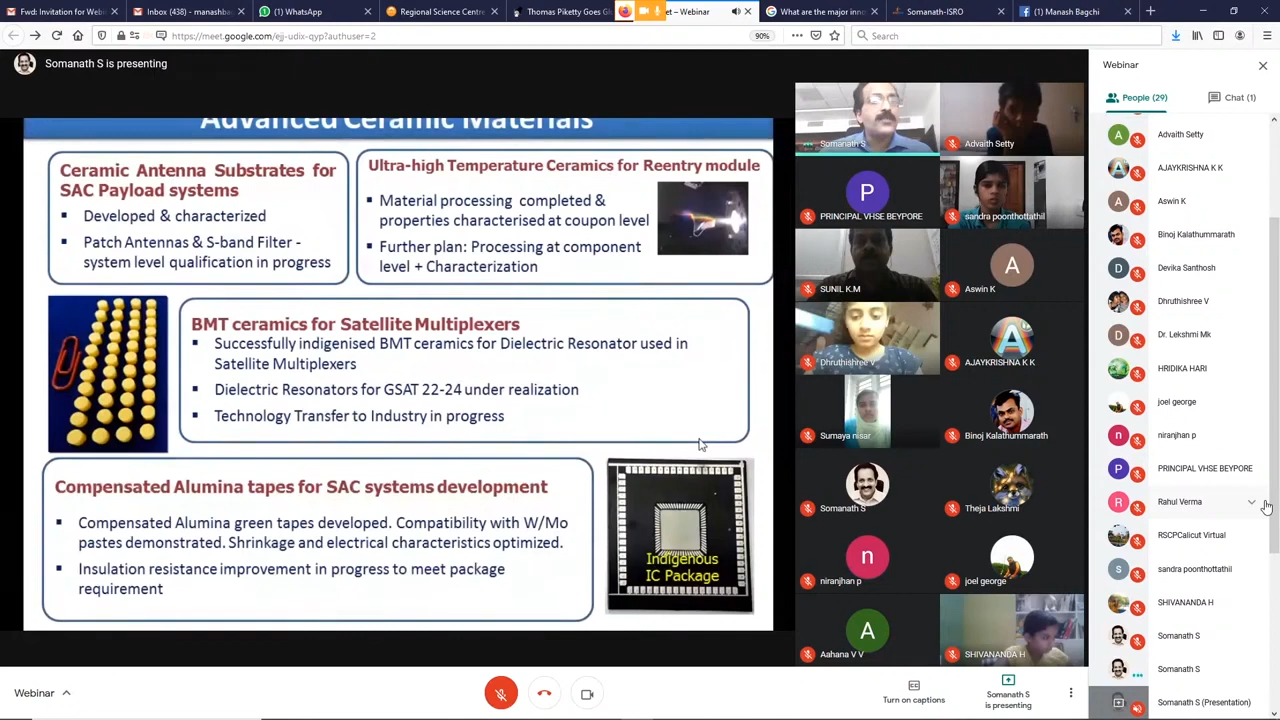 Fwd: Invitation for Webinar
Inbox (438) - manashbag
(1) WhatsApp
Regional Science Centre
Thomas Piketty Goes Gl
et – Webinar
What are the major inno
Somanath-ISRO
(1) Manash Bagchi
https://meet.google.com/ejj-udix-qyp?authuser=2
90%
Search
Somanath S is presenting
Advanced Ceramic Materials
Ceramic Antenna Substrates for
SAC Payload systems
Developed & characterized
Patch Antennas & S-band Filter -
system level qualification in progress
Ultra-high Temperature Ceramics for Reentry module
Material processing completed &
properties characterised at coupon level
Further plan: Processing at component
level + Characterization
BMT ceramics for Satellite Multiplexers
Successfully indigenised BMT ceramics for Dielectric Resonator used in
Satellite Multiplexers
Dielectric Resonators for GSAT 22-24 under realization
Technology Transfer to Industry in progress
Compensated Alumina tapes for SAC systems development
Compensated Alumina green tapes developed. Compatibility with W/Mo
pastes demonstrated. Shrinkage and electrical characteristics optimized.
Insulation resistance improvement in progress to meet package
requirement
Indigenous
IC Package
Somanath S
Advaith Setty
P
PRINCIPAL VHSE BEYPORE
sandra poonthottathil
SUNIL K.M
A
Aswin K
Dhruthishree V
A
AJAYKRISHNA K K
Sumaya nisar
Binoj Kalathummarath
Somanath S
Theja Lakshmi
n
niranjhan p
joel george
A
Aahana V V
SHIVANANDA H
Webinar
People (29)
Chat (1)
A
Advaith Setty
AJAYKRISHNA K K
A
Aswin K
Binoj Kalathummarath
D
Devika Santhosh
Dhruthishree V
D
Dr. Lekshmi Mk
HRIDIKA HARI
joel george
n
niranjhan p
P
PRINCIPAL VHSE BEYPORE
R
Rahul Verma
RSCPCalicut Virtual
s
sandra poonthottathil
SHIVANANDA H
Somanath S
Somanath S
Somanath S (Presentation)
Webinar
Turn on captions
Somanath S
is presenting